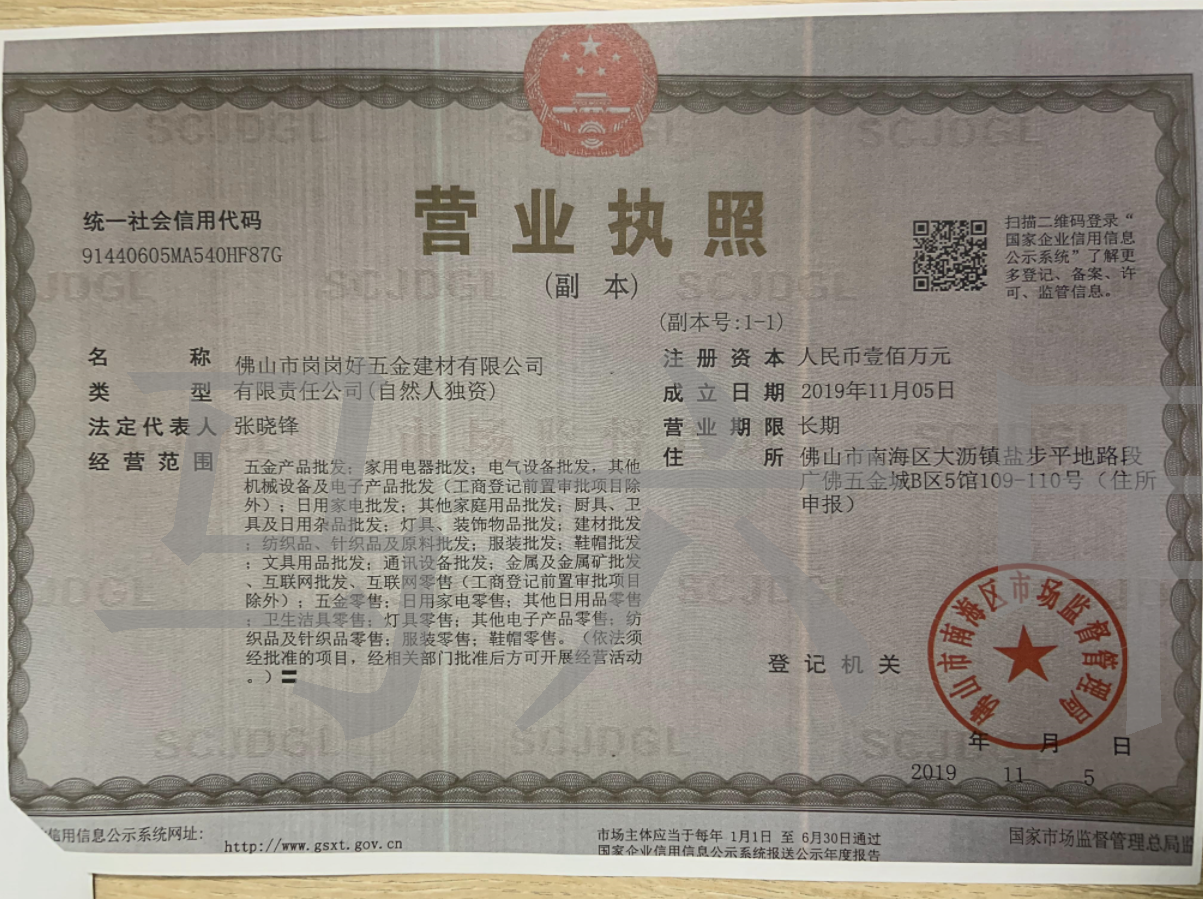 营业执照
(副 本)
(副本号:1-1)
统一社会信用代码
91440605MA540HF87G
扫描二维码登录“
国家企业信用信息
公示系统”了解更
多登记、备案、许
可、监管信息。
名 称 佛山市岗岗好五金建材有限公司
类 型 有限责任公司(自然人独资)
法定代表人 张晓锋
经营范围 五金产品批发；家用电器批发；电气设备批发，其他
机械设备及电子产品批发（工商登记前置审批项目除
外）；日用家电批发；其他家庭用品批发；厨具、卫
具及日用杂品批发；灯具、装饰物品批发；建材批发
；纺织品、针织品及原料批发；服装批发；鞋帽批发
；文具用品批发；通讯设备批发；金属及金属矿批发
、互联网批发、互联网零售（工商登记前置审批项目
除外）；五金零售；日用家电零售；其他日用品零售
；卫生洁具零售；灯具零售；其他电子产品零售；纺
织品及针织品零售；服装零售；鞋帽零售。（依法须
经批准的项目，经相关部门批准后方可开展经营活动
。）〓
注册资本 人民币壹佰万元
成立日期 2019年11月05日
营业期限 长期
住 所 佛山市南海区大沥镇盐步平地路段
广佛五金城B区5馆109-110号（住所
申报）
登记机关
佛山市南海区市场监督管理局
年 月 日
2019 11 5
信用信息公示系统网址:
http://www.gsxt.gov.cn
市场主体应当于每年 1月1日 至 6月30日通过
国家企业信用信息公示系统报送公示年度报告
国家市场监督管理总局监
SCJDGL